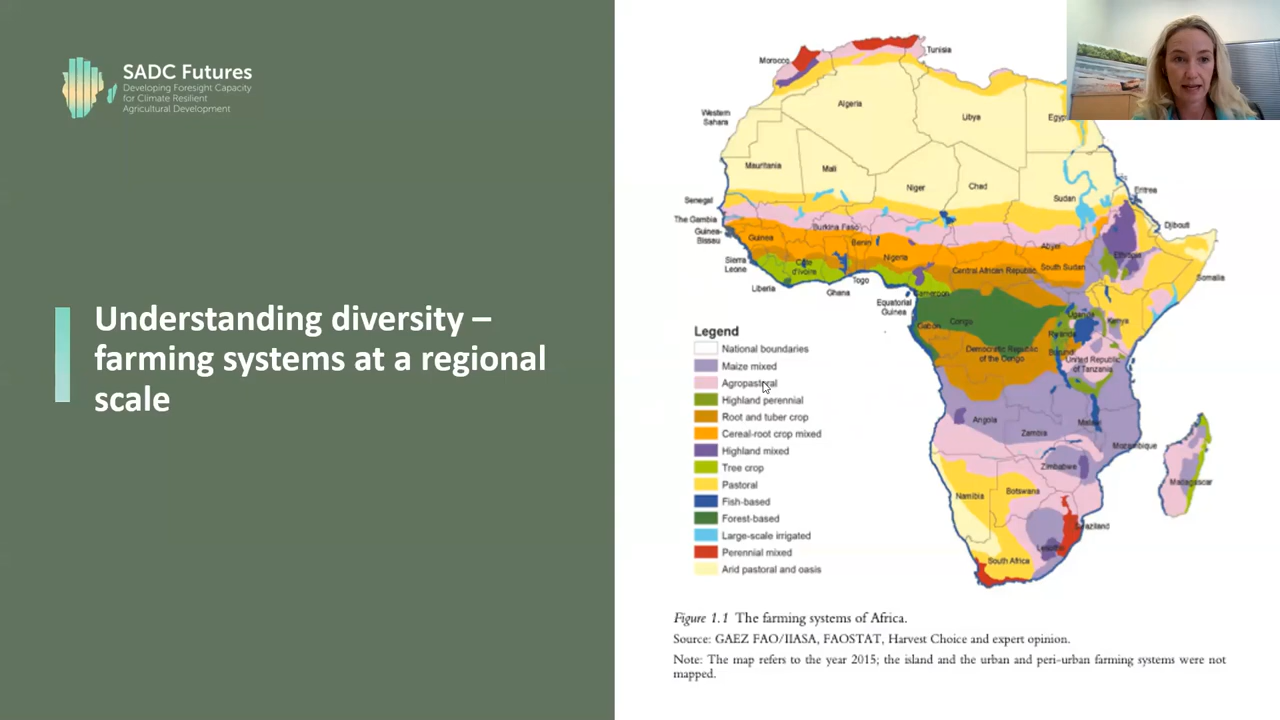 SADC Futures
Developing Foresight Capacity
for Climate Resilient
Agricultural Development
Understanding diversity –
farming systems at a regional
scale
Tunisia
Morocco
Algeria
Libya
Egyp
Western
Sahara
Mauritania
Mali
Niger
Chad
Sudan
Eritrea
Senegal
The Gambia
Guinea-
Bissau
Burkina Faso
Djibouti
Guinea
Benin
Nigeria
Abyei
Ethiopia
Sierra
Leone
Côte
d'Ivoire
Central African Republic
South Sudan
Somalia
Liberia
Ghana
Togo
Cameroon
Equatorial
Guinea
Gabon
Congo
Uganda
Kenya
Rwanda
Burundi
Democratic Republic
of the Congo
United Republic
of Tanzania
Angola
Zambia
Malawi
Mozambique
Zimbabwe
Madagascar
Namibia
Botswana
Swaziland
Lesotho
South Africa
Legend
National boundaries
Maize mixed
Agropastoral
Highland perennial
Root and tuber crop
Cereal-root crop mixed
Highland mixed
Tree crop
Pastoral
Fish-based
Forest-based
Large-scale irrigated
Perennial mixed
Arid pastoral and oasis
Figure 1.1 The farming systems of Africa.
Source: GAEZ FAO/IIASA, FAOSTAT, Harvest Choice and expert opinion.
Note: The map refers to the year 2015; the island and the urban and peri-urban farming systems were not
mapped.